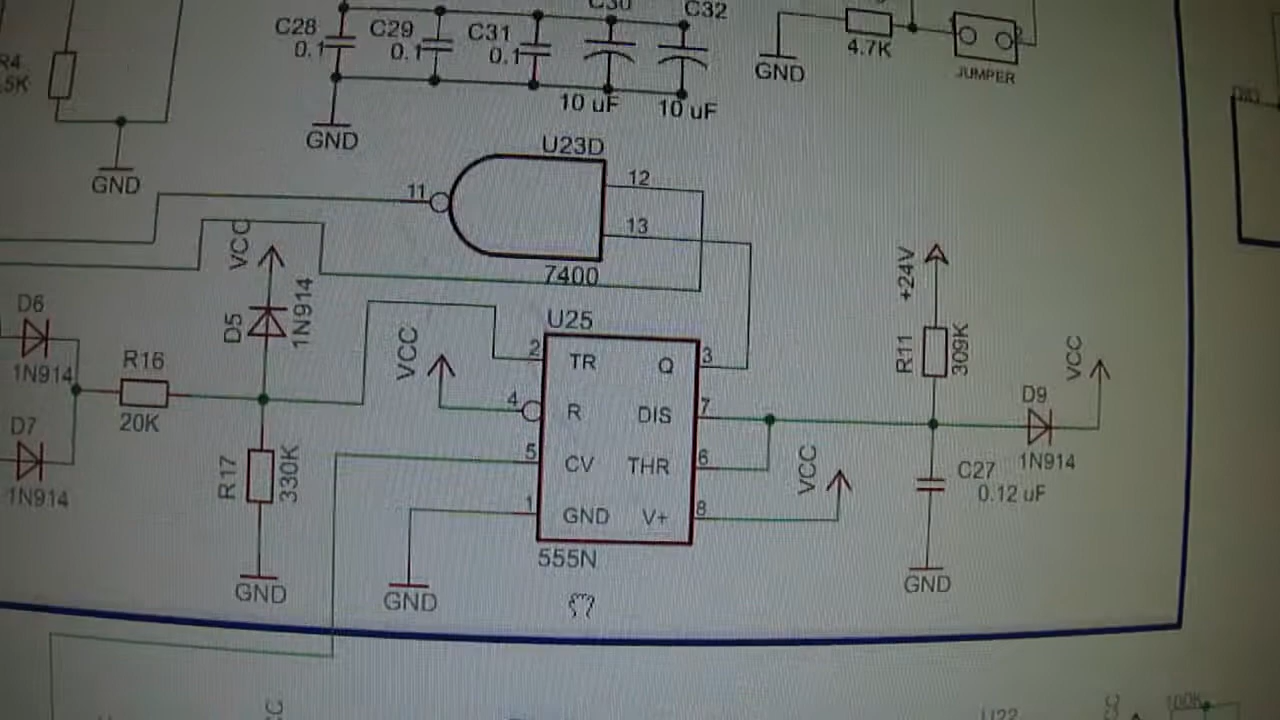 C28
0.1
C29
0.1
C31
0.1
C30
10 uF
C32
10 uF
GND
GND
4.7K
JUMPER
R4
5K
GND
U23D
11
12
13
7400
VCC
D5
1N914
D6
1N914
D7
1N914
R16
20K
R17
330K
GND
VCC
U25
2
TR
Q
3
4
R
DIS
7
5
CV
THR
6
1
GND
V+
8
555N
GND
VCC
+24V
R11
309K
D9
1N914
VCC
C27
0.12 uF
GND
U22
100K